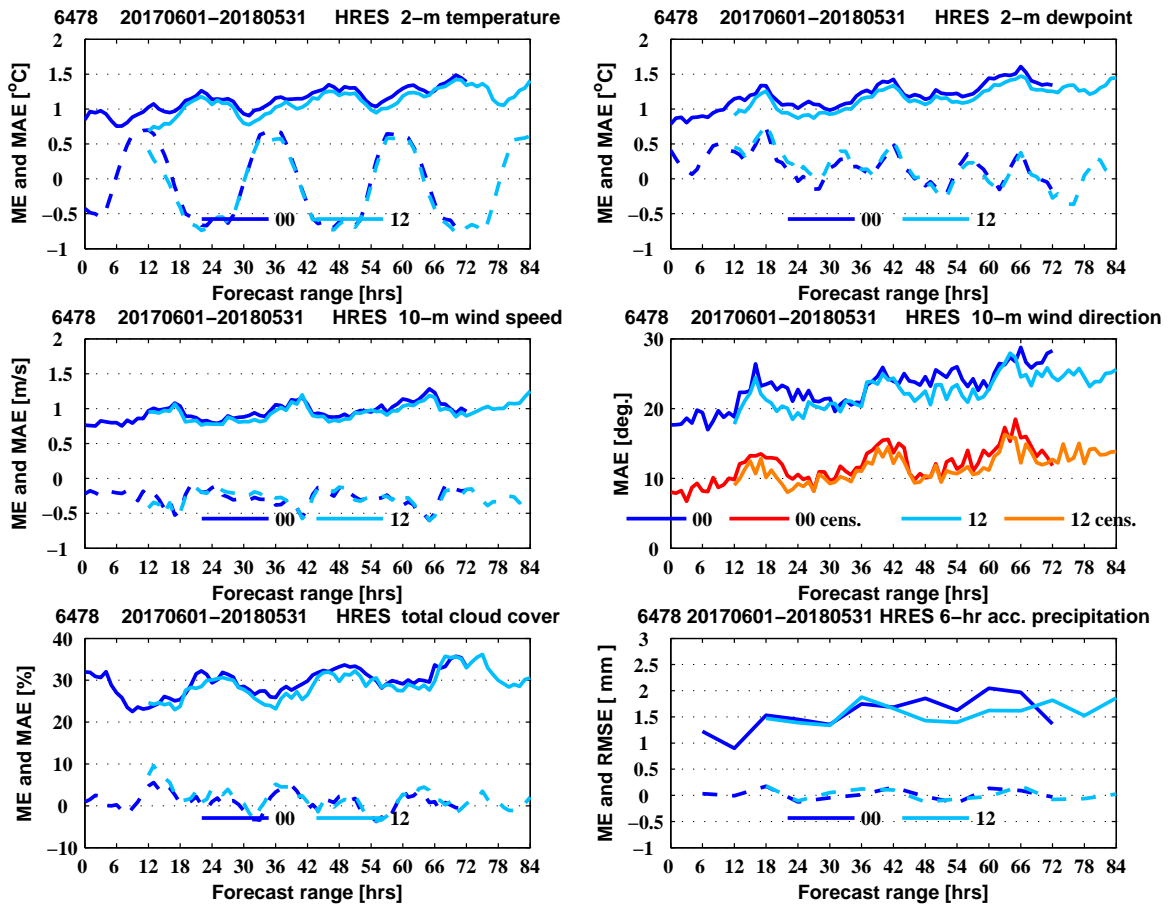 6478 20170601−20180531 HRES 2−m temperature
ME and MAE [°C]
2
1.5
1
0.5
0
−0.5
−1
00 12
0 6 12 18 24 30 36 42 48 54 60 66 72 78 84
Forecast range [hrs]
6478 20170601−20180531 HRES 2−m dewpoint
ME and MAE [°C]
2
1.5
1
0.5
0
−0.5
−1
00 12
0 6 12 18 24 30 36 42 48 54 60 66 72 78 84
Forecast range [hrs]
6478 20170601−20180531 HRES 10−m wind speed
ME and MAE [m/s]
2
1.5
1
0.5
0
−0.5
−1
00 12
0 6 12 18 24 30 36 42 48 54 60 66 72 78 84
Forecast range [hrs]
6478 20170601−20180531 HRES 10−m wind direction
MAE [deg.]
30
20
10
0
00 00 cens. 12 12 cens.
0 6 12 18 24 30 36 42 48 54 60 66 72 78 84
Forecast range [hrs]
6478 20170601−20180531 HRES total cloud cover
ME and MAE [%]
40
30
20
10
0
−10
00 12
0 6 12 18 24 30 36 42 48 54 60 66 72 78 84
Forecast range [hrs]
6478 20170601−20180531 HRES 6−hr acc. precipitation
ME and RMSE [ mm ]
3
2.5
2
1.5
1
0.5
0
−0.5
−1
00 12
0 6 12 18 24 30 36 42 48 54 60 66 72 78 84
Forecast range [hrs]